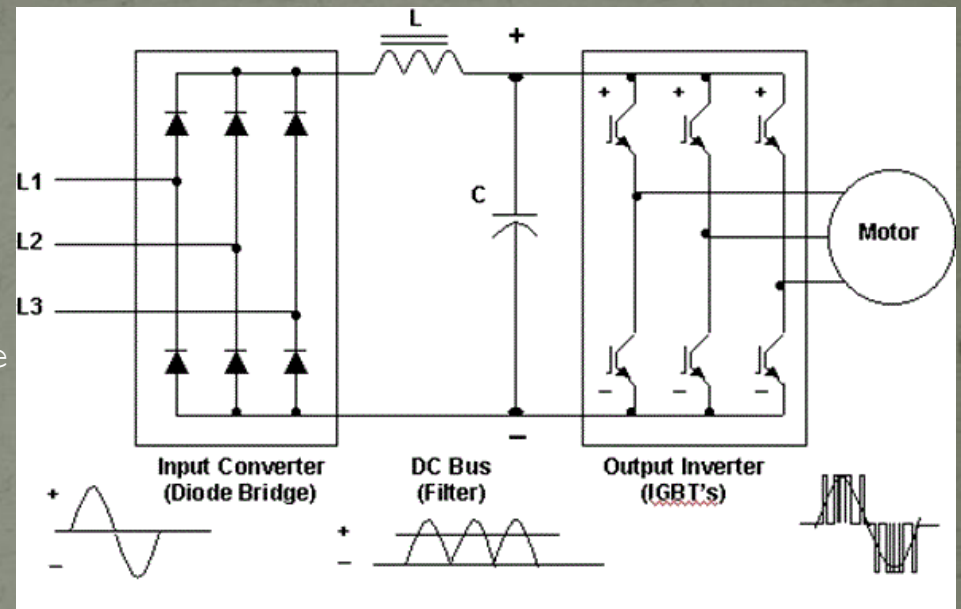 L
+
+ + +
L1
C
L2
Motor
L3
e
− − −
−
Input Converter
(Diode Bridge)
DC Bus
(Filter)
Output Inverter
(IGBT's)
+
−
+
−